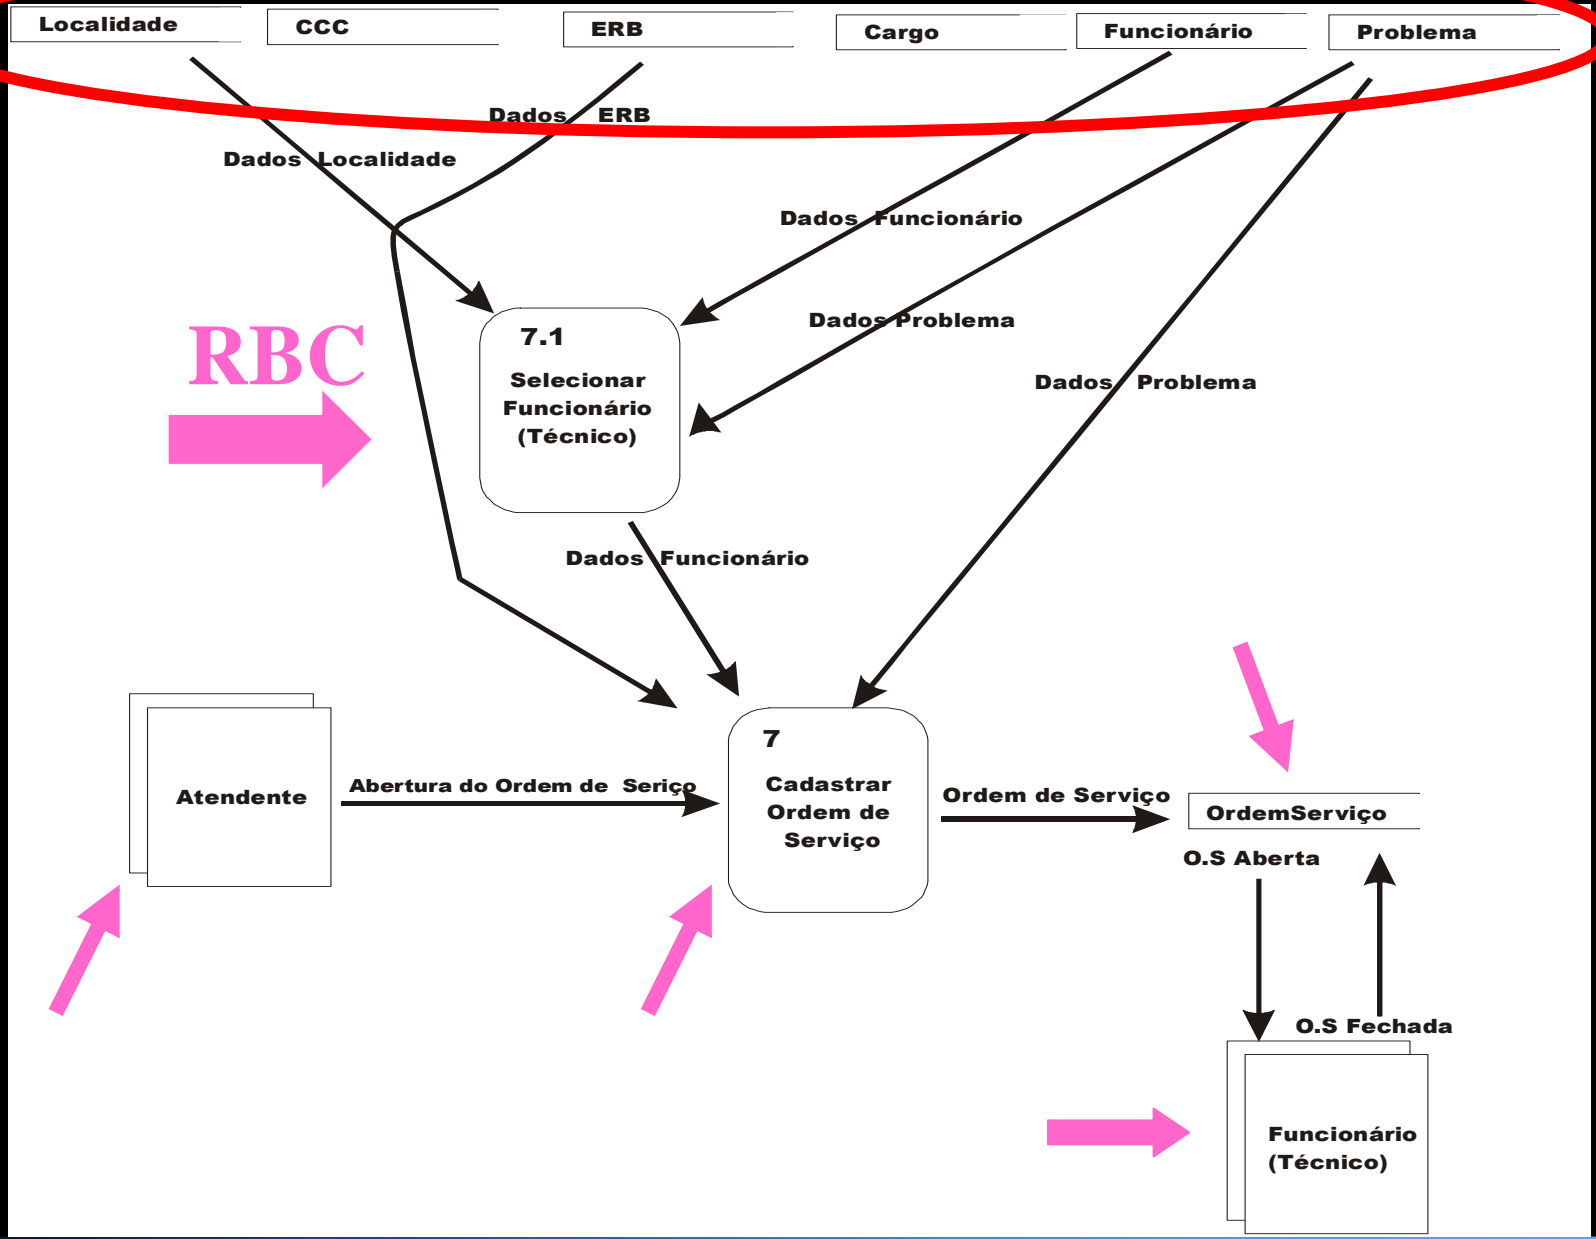 Localidade
CCC
ERB
Cargo
Funcionário
Problema
Dados ERB
Dados Localidade
Dados Funcionário
Dados Problema
Dados Problema
RBC
7.1
Selecionar
Funcionário
(Técnico)
Dados Funcionário
Atendente
Abertura do Ordem de Seriço
7
Cadastrar
Ordem de
Serviço
Ordem de Serviço
OrdemServiço
O.S Aberta
O.S Fechada
Funcionário
(Técnico)